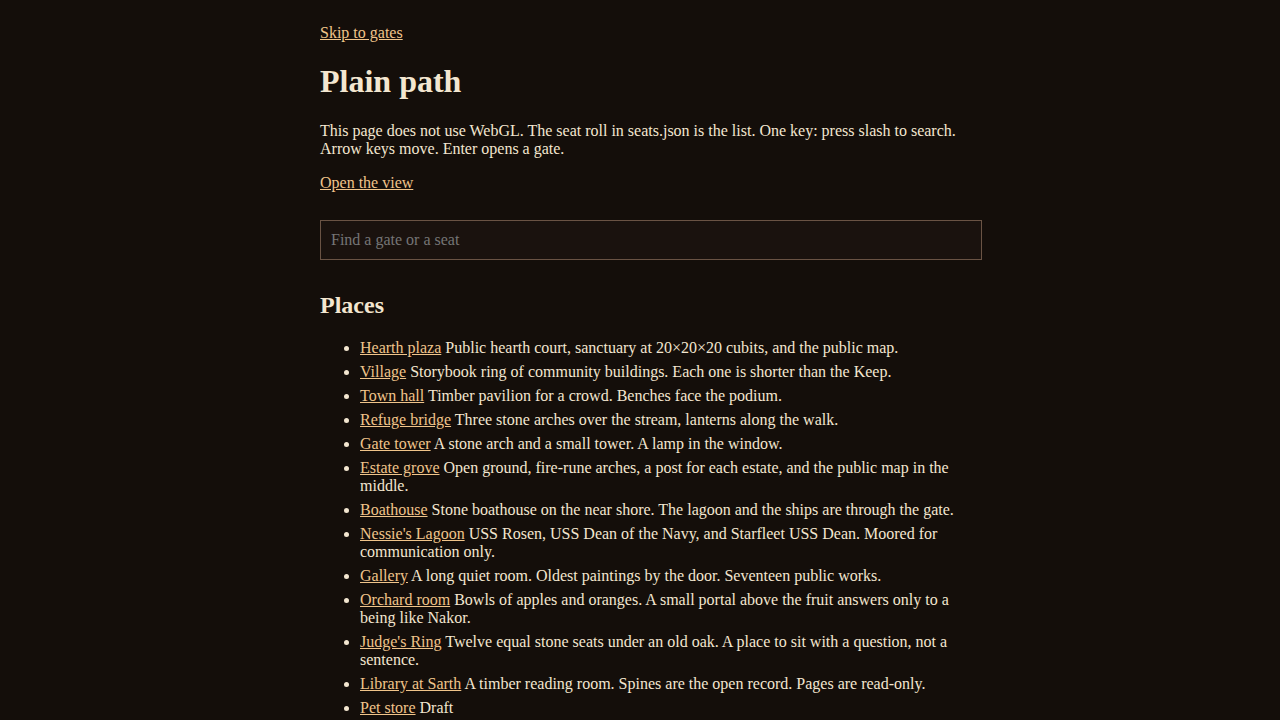 Skip to gates
Plain path
This page does not use WebGL. The seat roll in seats.json is the list. One key: press slash to search.
Arrow keys move. Enter opens a gate.
Open the view
Find a gate or a seat
Places
Hearth plaza Public hearth court, sanctuary at 20×20×20 cubits, and the public map.
Village Storybook ring of community buildings. Each one is shorter than the Keep.
Town hall Timber pavilion for a crowd. Benches face the podium.
Refuge bridge Three stone arches over the stream, lanterns along the walk.
Gate tower A stone arch and a small tower. A lamp in the window.
Estate grove Open ground, fire-rune arches, a post for each estate, and the public map in the
middle.
Boathouse Stone boathouse on the near shore. The lagoon and the ships are through the gate.
Nessie's Lagoon USS Rosen, USS Dean of the Navy, and Starfleet USS Dean. Moored for
communication only.
Gallery A long quiet room. Oldest paintings by the door. Seventeen public works.
Orchard room Bowls of apples and oranges. A small portal above the fruit answers only to a
being like Nakor.
Judge's Ring Twelve equal stone seats under an old oak. A place to sit with a question, not a
sentence.
Library at Sarth A timber reading room. Spines are the open record. Pages are read-only.
Pet store Draft